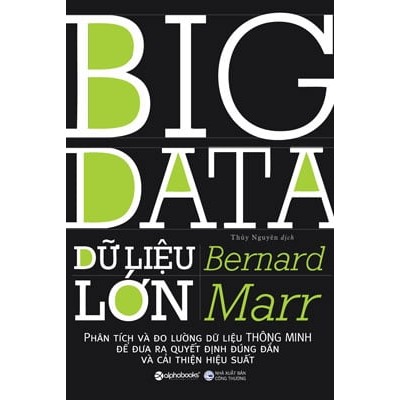 BIG
DATA
Thúy Nguyên dịch
DỮ LIỆU
LỚN
Bernard
Marr
PHÂN TÍCH VÀ ĐO LƯỜNG DỮ LIỆU THÔNG MINH
ĐỂ ĐƯA RA QUYẾT ĐỊNH ĐÚNG ĐẮN
VÀ CẢI THIỆN HIỆU SUẤT
alphabooks
NHÀ XUẤT BẢN
CÔNG THƯƠNG